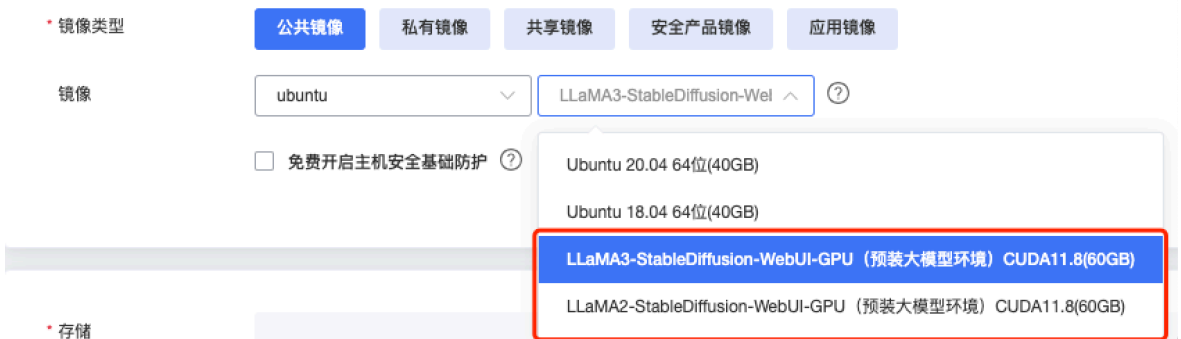 * 镜像类型 公共镜像 私有镜像 共享镜像 安全产品镜像 应用镜像
镜像 ubuntu LLaMA3-StableDiffusion-Wel ?
免费开启主机安全基础防护 ?
Ubuntu 20.04 64位(40GB)
Ubuntu 18.04 64位(40GB)
LLaMA3-StableDiffusion-WebUI-GPU（预装大模型环境）CUDA11.8(60GB)
LLaMA2-StableDiffusion-WebUI-GPU（预装大模型环境）CUDA11.8(60GB)
* 存储